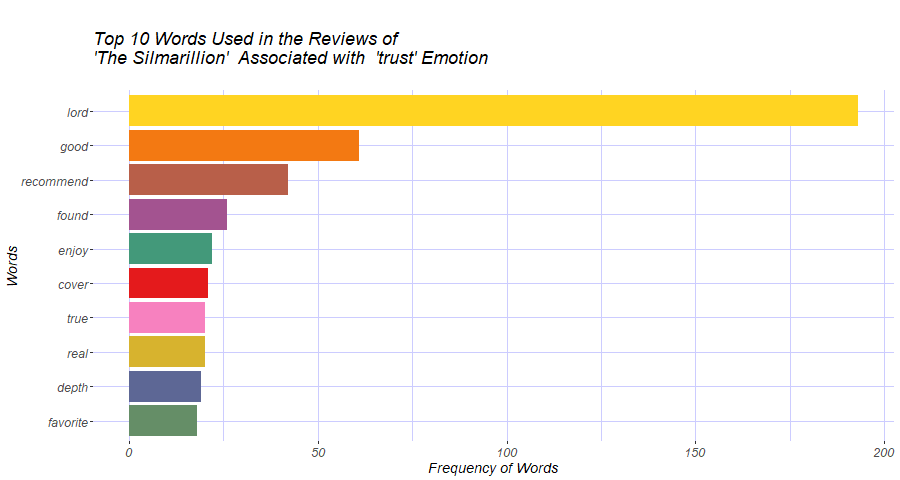 Top 10 Words Used in the Reviews of
'The Silmarillion'  Associated with  'trust' Emotion
lord
good
recommend
found
enjoy
cover
true
real
depth
favorite
Words
0 50 100 150 200
Frequency of Words